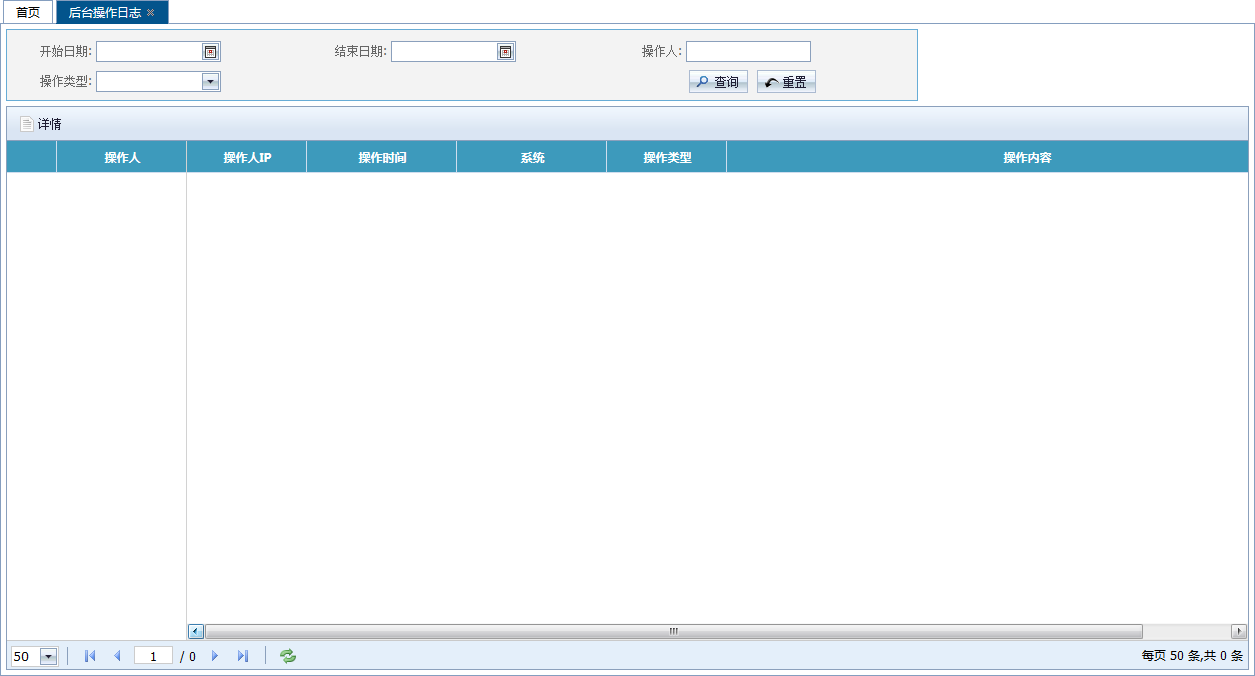 首页 后台操作日志
开始日期: 结束日期: 操作人:
操作类型: 查询 重置
详情
操作人 操作人IP 操作时间 系统 操作类型 操作内容
50 1 / 0 每页 50 条,共 0 条